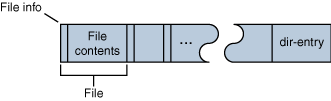 File info
File
contents
...
dir-entry
File